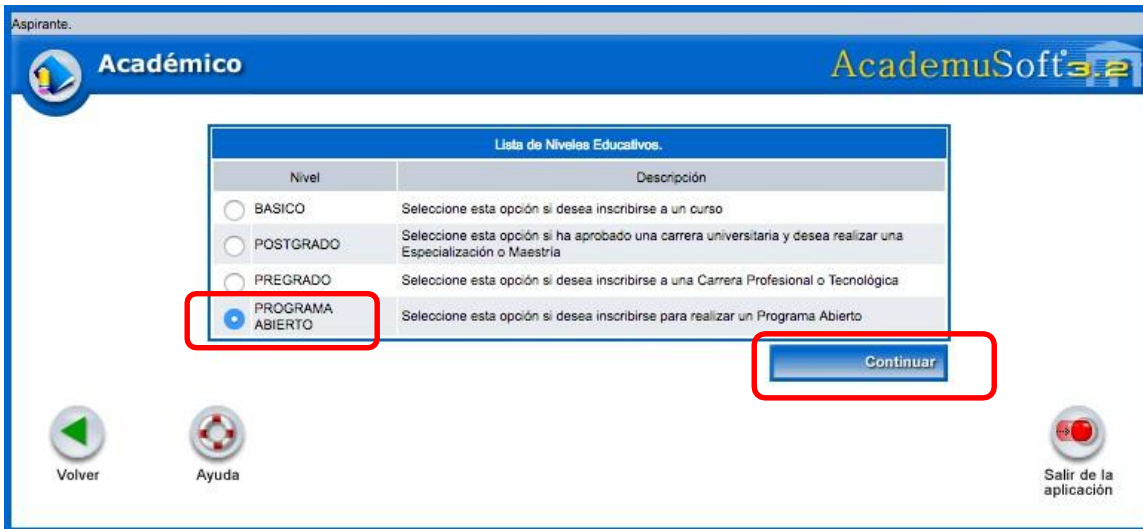 Aspirante.
Académico
AcademuSoft 3.2
Lista de Niveles Educativos.
Nivel Descripción
BASICO Seleccione esta opción si desea inscribirse a un curso
POSTGRADO Seleccione esta opción si ha aprobado una carrera universitaria y desea realizar una
Especialización o Maestría
PREGRADO Seleccione esta opción si desea inscribirse a una Carrera Profesional o Tecnológica
PROGRAMA
ABIERTO Seleccione esta opción si desea inscribirse para realizar un Programa Abierto
Continuar
Volver Ayuda Salir de la
aplicación